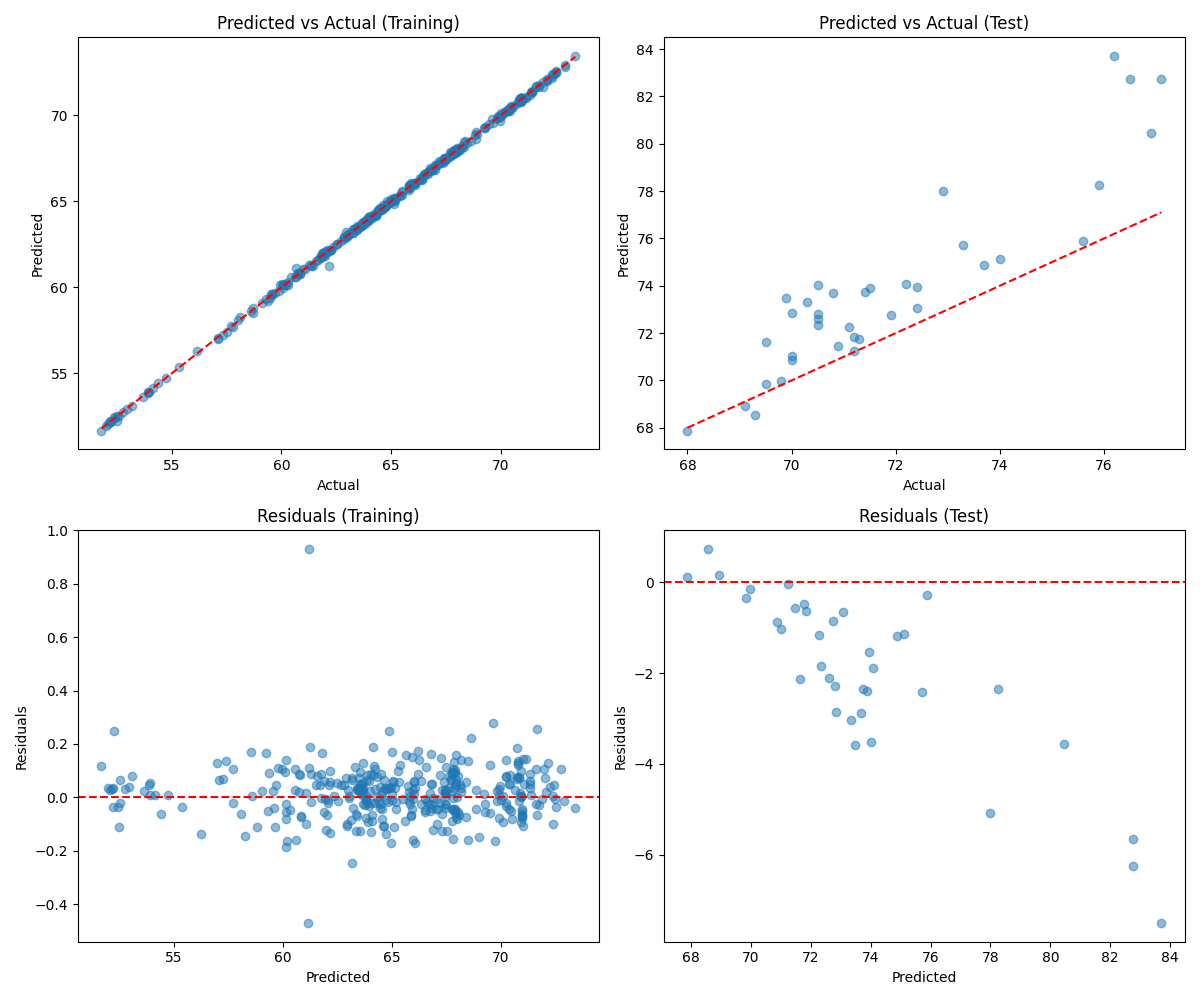 Predicted vs Actual (Training)
Predicted
70
65
60
55
55 60 65 70
Actual
Predicted vs Actual (Test)
Predicted
84
82
80
78
76
74
72
70
68
68 70 72 74 76
Actual
Residuals (Training)
Residuals
1.0
0.8
0.6
0.4
0.2
0.0
−0.2
−0.4
55 60 65 70
Predicted
Residuals (Test)
Residuals
0
−2
−4
−6
68 70 72 74 76 78 80 82 84
Predicted